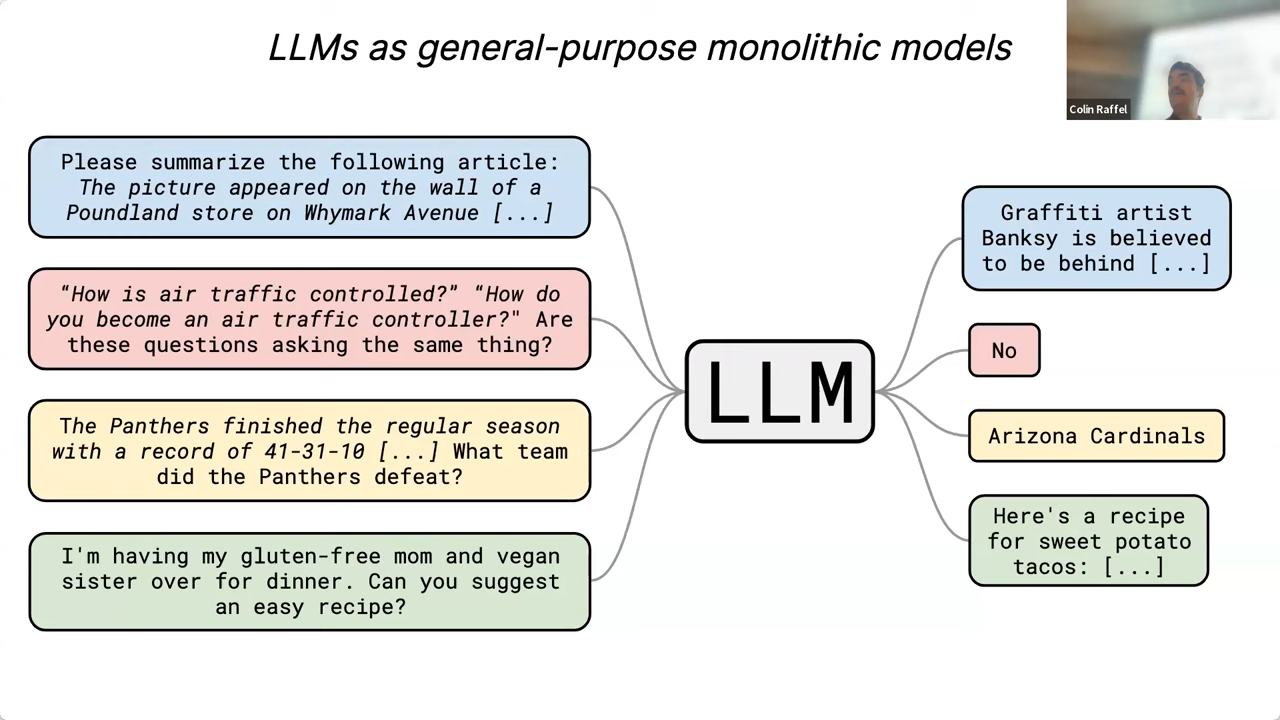 LLMs as general-purpose monolithic models
Colin Raffel
Please summarize the following article:
The picture appeared on the wall of a
Poundland store on Whymark Avenue [...]
“How is air traffic controlled?” “How do
you become an air traffic controller?" Are
these questions asking the same thing?
The Panthers finished the regular season
with a record of 41-31-10 [...] What team
did the Panthers defeat?
I'm having my gluten-free mom and vegan
sister over for dinner. Can you suggest
an easy recipe?
LLM
Graffiti artist
Banksy is believed
to be behind [...]
No
Arizona Cardinals
Here's a recipe
for sweet potato
tacos: [...]